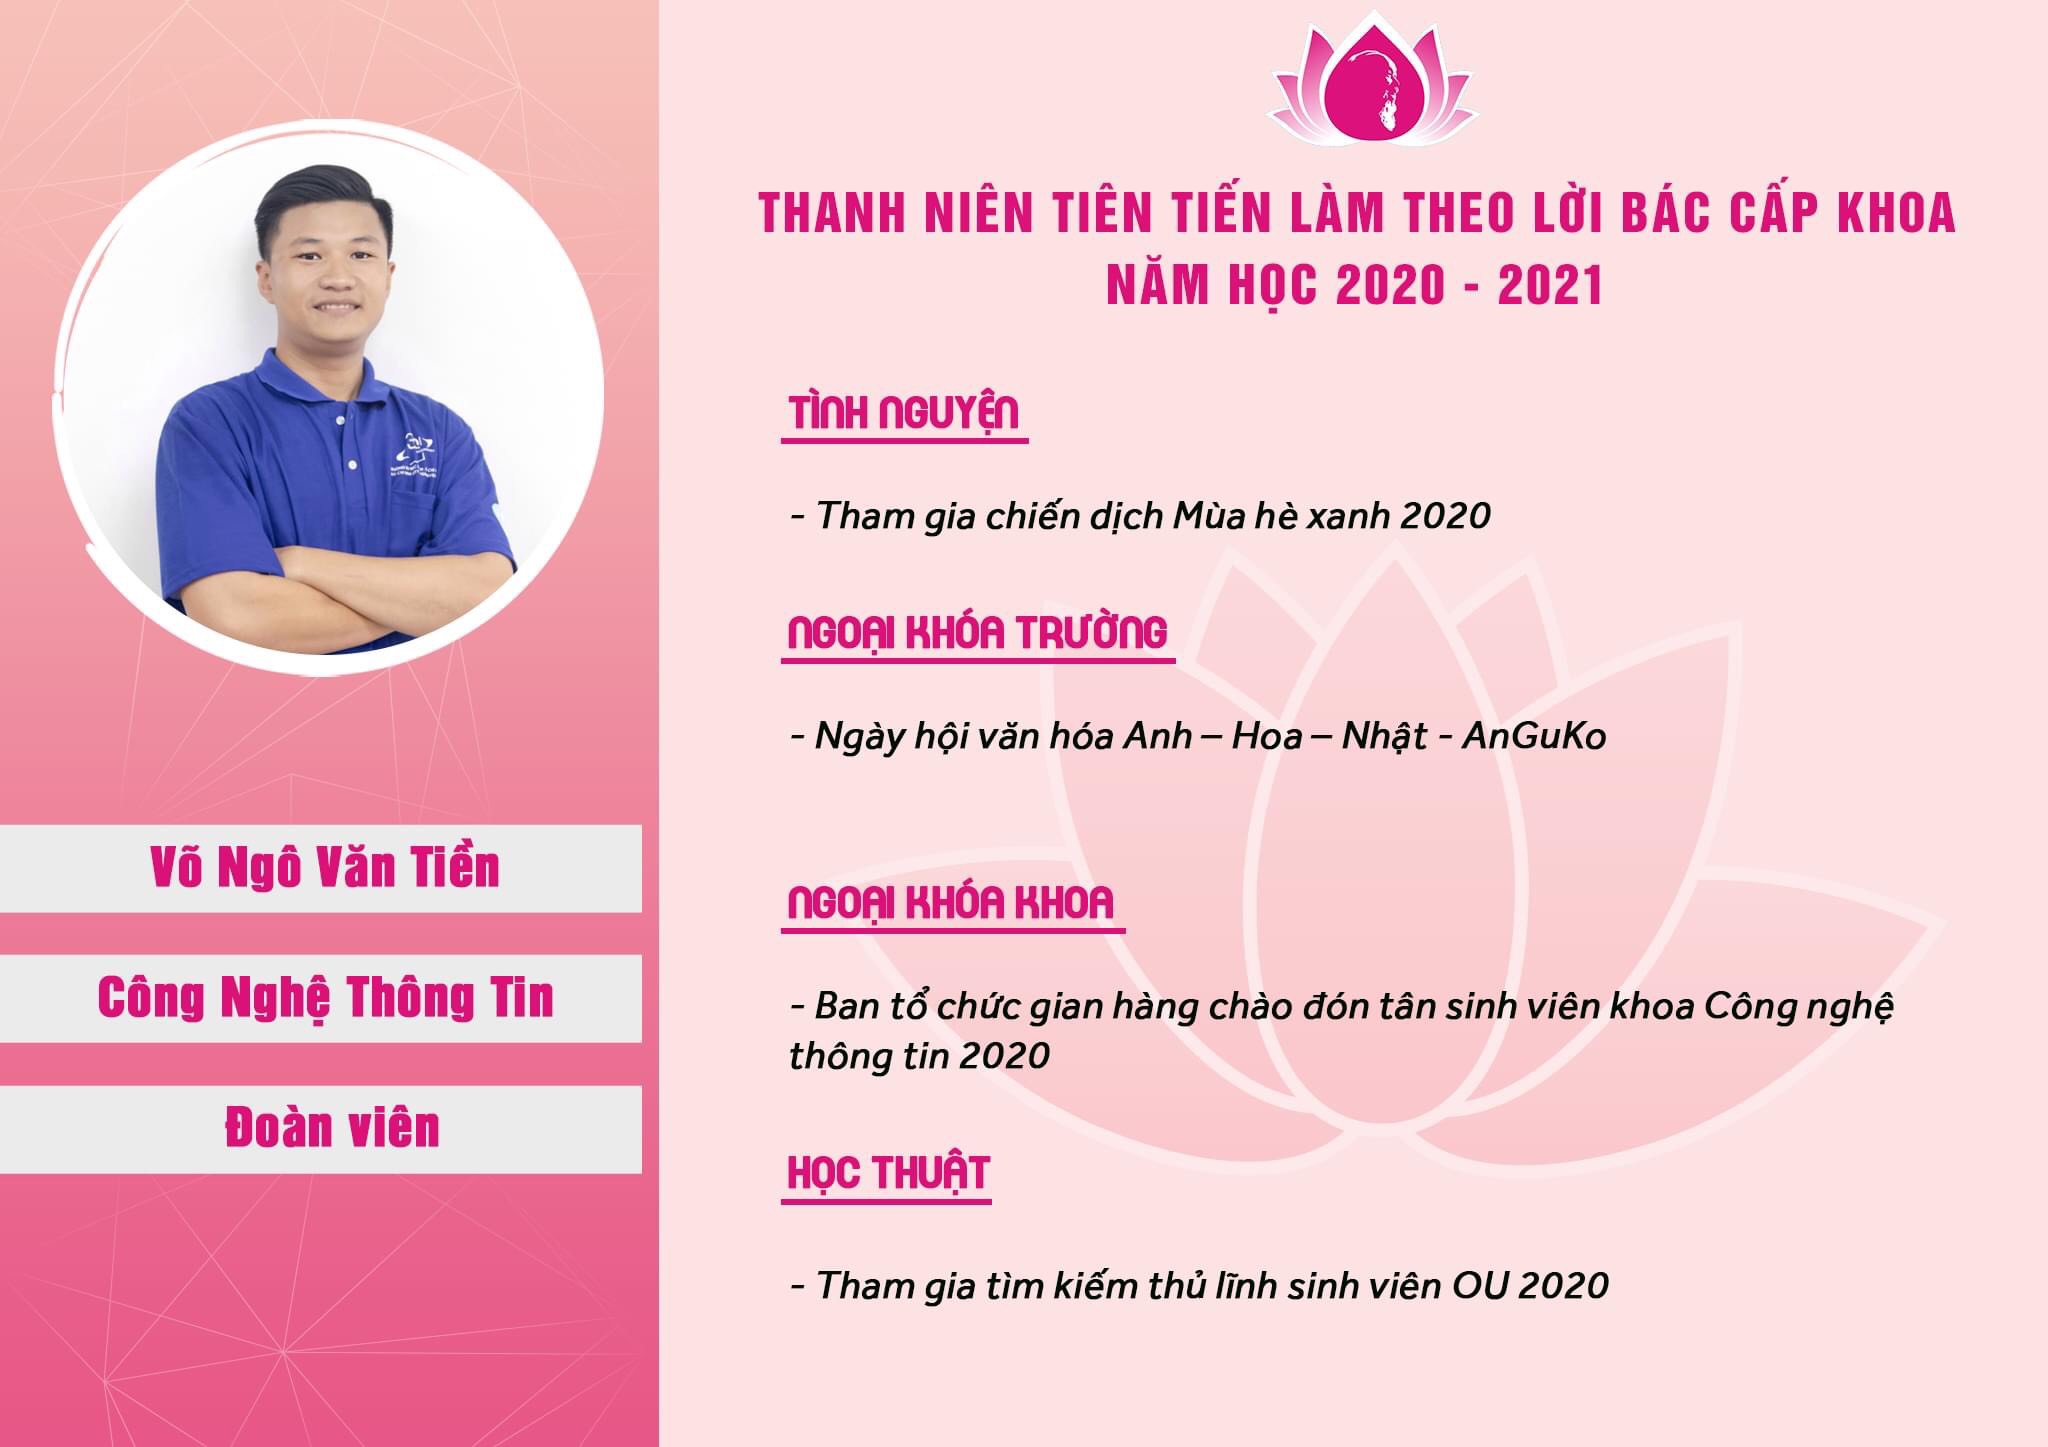 THANH NIÊN TIÊN TIẾN LÀM THEO LỜI BÁC CẤP KHOA
NĂM HỌC 2020 - 2021
Võ Ngô Văn Tiền
Công Nghệ Thông Tin
Đoàn viên
TÌNH NGUYỆN
- Tham gia chiến dịch Mùa hè xanh 2020
NGOẠI KHÓA TRƯỜNG
- Ngày hội văn hóa Anh – Hoa – Nhật - AnGuKo
NGOẠI KHÓA KHOA
- Ban tổ chức gian hàng chào đón tân sinh viên khoa Công nghệ
thông tin 2020
HỌC THUẬT
- Tham gia tìm kiếm thủ lĩnh sinh viên OU 2020